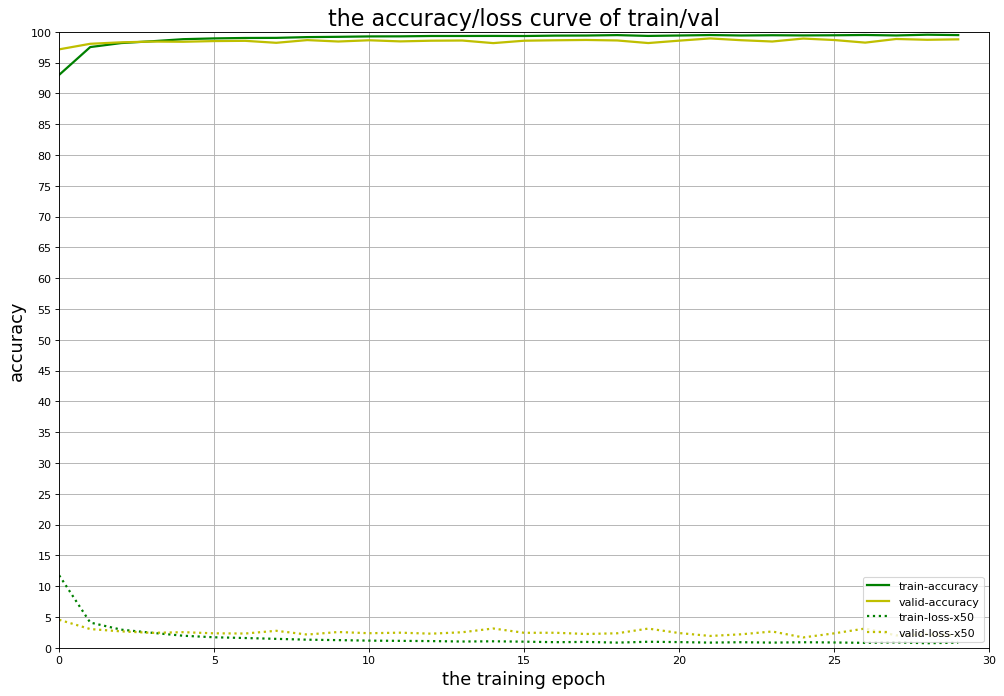 the accuracy/loss curve of train/val
100
95
90
85
80
75
70
65
60
55
50
45
40
35
30
25
20
15
10
5
0
accuracy
train-accuracy
valid-accuracy
train-loss-x50
valid-loss-x50
0 5 10 15 20 25 30
the training epoch